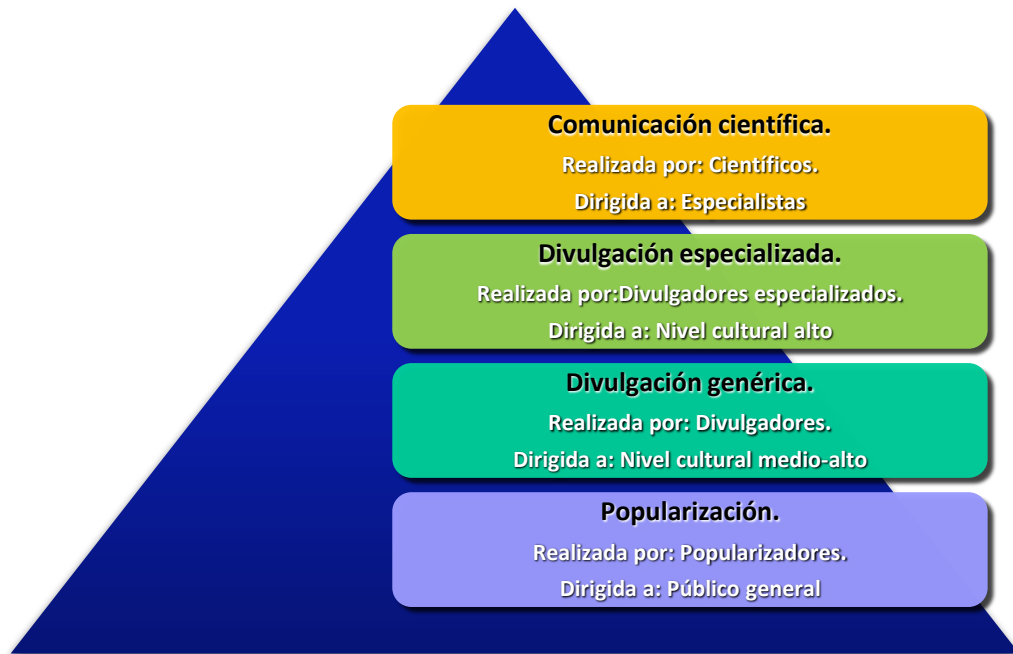 Comunicación científica.
Realizada por: Científicos.
Dirigida a: Especialistas
Divulgación especializada.
Realizada por:Divulgadores especializados.
Dirigida a: Nivel cultural alto
Divulgación genérica.
Realizada por: Divulgadores.
Dirigida a: Nivel cultural medio-alto
Popularización.
Realizada por: Popularizadores.
Dirigida a: Público general